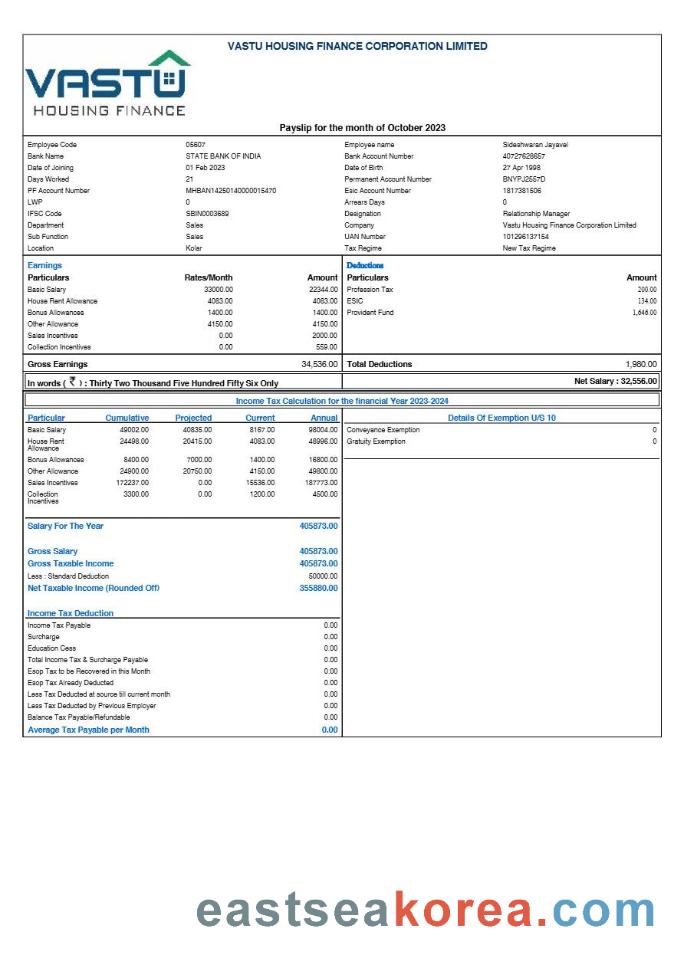 VASTU HOUSING FINANCE CORPORATION LIMITED
VASTU
HOUSING FINANCE
Payslip for the month of October 2023
Employee Code 05607 Employee name Sideshwaran Jayavel
Bank Name STATE BANK OF INDIA Bank Account Number 40727628657
Date of Joining 01 Feb 2023 Date of Birth 27 Apr 1998
Days Worked 21 Permanent Account Number BNYPJ2557D
PF Account Number MHBAN14250140000015470 Esic Account Number 1817381506
LWP 0 Arrears Days 0
IFSC Code SBIN0003689 Designation Relationship Manager
Department Sales Company Vastu Housing Finance Corporation Limited
Sub Function Sales UAN Number 101296137154
Location Kolar Tax Regime New Tax Regime
Earnings Deductions
Particulars Rates/Month Amount Particulars Amount
Basic Salary 33000.00 22344.00 Profession Tax 200.00
House Rent Allowance 4083.00 4083.00 ESIC 134.00
Bonus Allowances 1400.00 1400.00 Provident Fund 1,646.00
Other Allowance 4150.00 4150.00
Sales Incentives 0.00 2000.00
Collection Incentives 0.00 559.00
Gross Earnings 34,536.00 Total Deductions 1,980.00
In words ( ₹ ) : Thirty Two Thousand Five Hundred Fifty Six Only Net Salary : 32,556.00
Income Tax Calculation for the financial Year 2023-2024
Particular Cumulative Projected Current Annual Details Of Exemption U/S 10
Basic Salary 49002.00 40835.00 8167.00 98004.00 Conveyance Exemption 0
House Rent Allowance 24498.00 20415.00 4083.00 48996.00 Gratuity Exemption 0
Bonus Allowances 8400.00 7000.00 1400.00 16800.00
Other Allowance 24900.00 20750.00 4150.00 49800.00
Sales Incentives 172237.00 0.00 15536.00 187773.00
Collection Incentives 3300.00 0.00 1200.00 4500.00
Salary For The Year 405873.00
Gross Salary 405873.00
Gross Taxable Income 405873.00
Less : Standard Deduction 50000.00
Net Taxable Income (Rounded Off) 355880.00
Income Tax Deduction
Income Tax Payable 0.00
Surcharge 0.00
Education Cess 0.00
Total Income Tax & Surcharge Payable 0.00
Esop Tax to be Recovered in this Month 0.00
Esop Tax Already Deducted 0.00
Less Tax Deducted at source till current month 0.00
Less Tax Deducted by Previous Employer 0.00
Balance Tax Payable/Refundable 0.00
Average Tax Payable per Month 0.00
eastseakorea.com